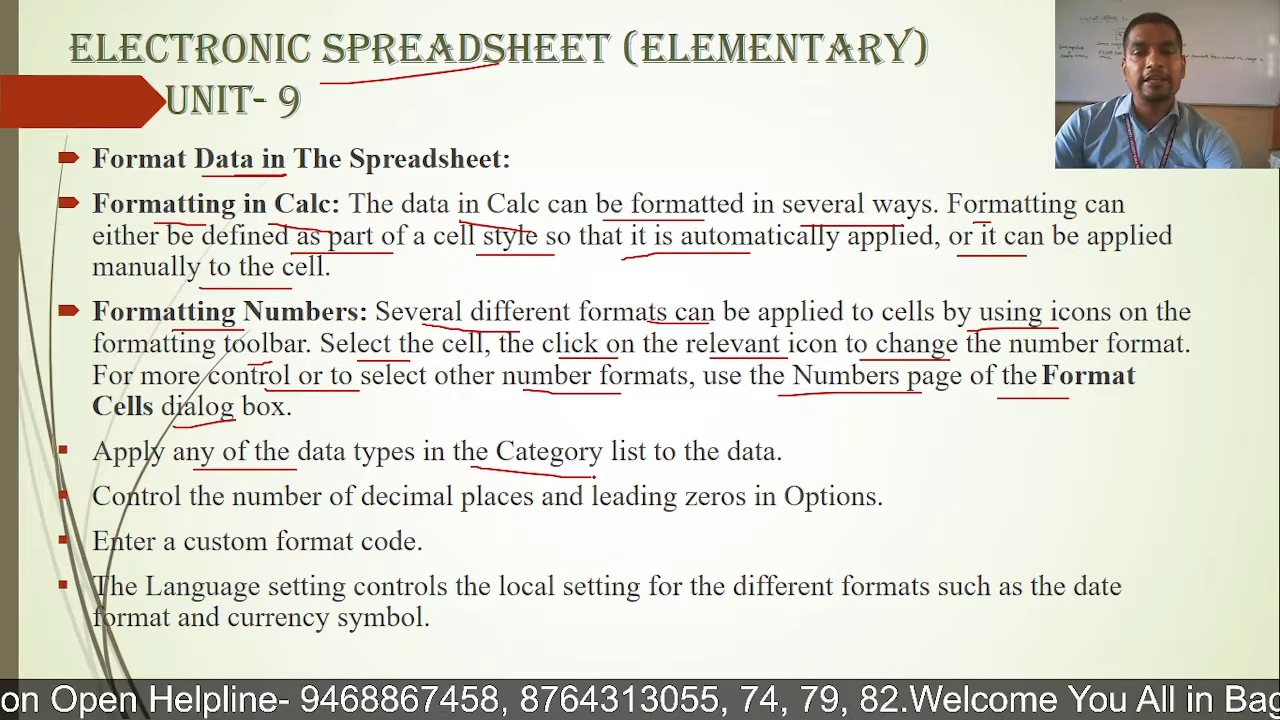 Electronic Spreadsheet (Elementary)
Unit- 9
Format Data in The Spreadsheet:
Formatting in Calc: The data in Calc can be formatted in several ways. Formatting can
either be defined as part of a cell style so that it is automatically applied, or it can be applied
manually to the cell.
Formatting Numbers: Several different formats can be applied to cells by using icons on the
formatting toolbar. Select the cell, the click on the relevant icon to change the number format.
For more control or to select other number formats, use the Numbers page of the Format
Cells dialog box.
Apply any of the data types in the Category list to the data.
Control the number of decimal places and leading zeros in Options.
Enter a custom format code.
The Language setting controls the local setting for the different formats such as the date
format and currency symbol.
on Open Helpline- 9468867458, 8764313055, 74, 79, 82.Welcome You All in Bag